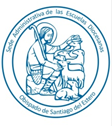 Sede Administrativa de las Escuelas Diocesanas
Obispado de Santiago del Estero